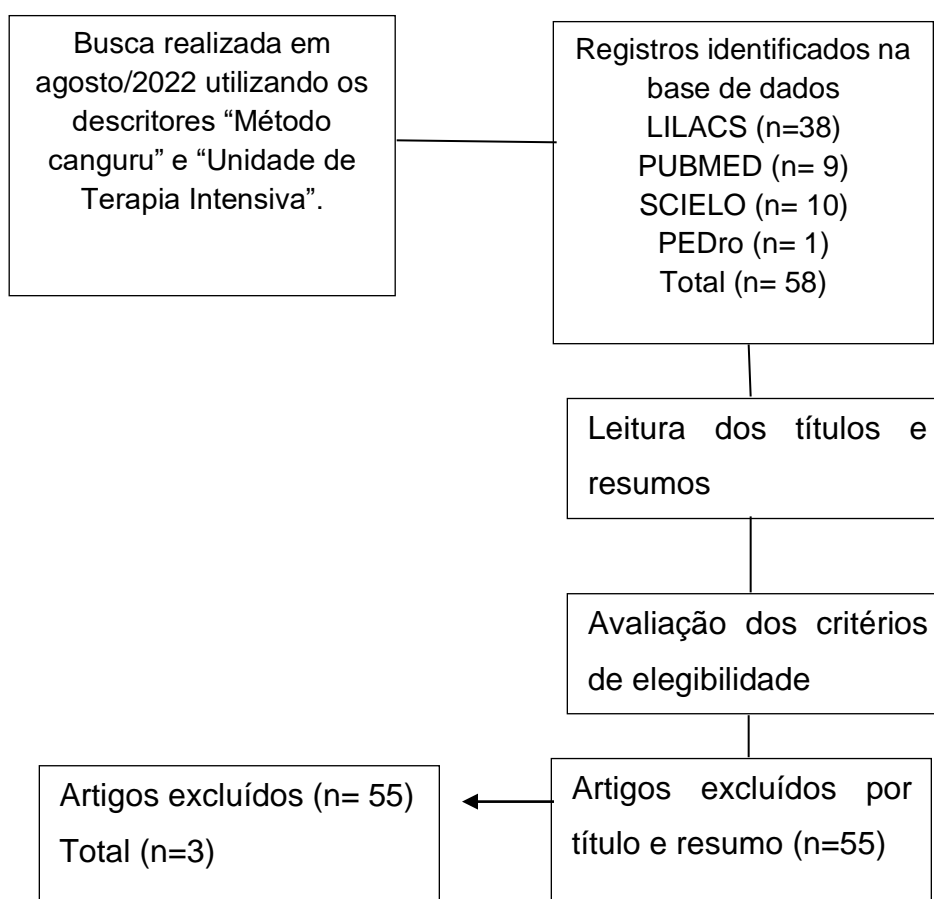 Busca realizada em
agosto/2022 utilizando os
descritores “Método
canguru” e “Unidade de
Terapia Intensiva”.
Registros identificados na
base de dados
LILACS (n=38)
PUBMED (n= 9)
SCIELO (n= 10)
PEDro (n= 1)
Total (n= 58)
Leitura dos títulos e
resumos
Avaliação dos critérios
de elegibilidade
Artigos excluídos por
título e resumo (n=55)
Artigos excluídos (n= 55)
Total (n=3)